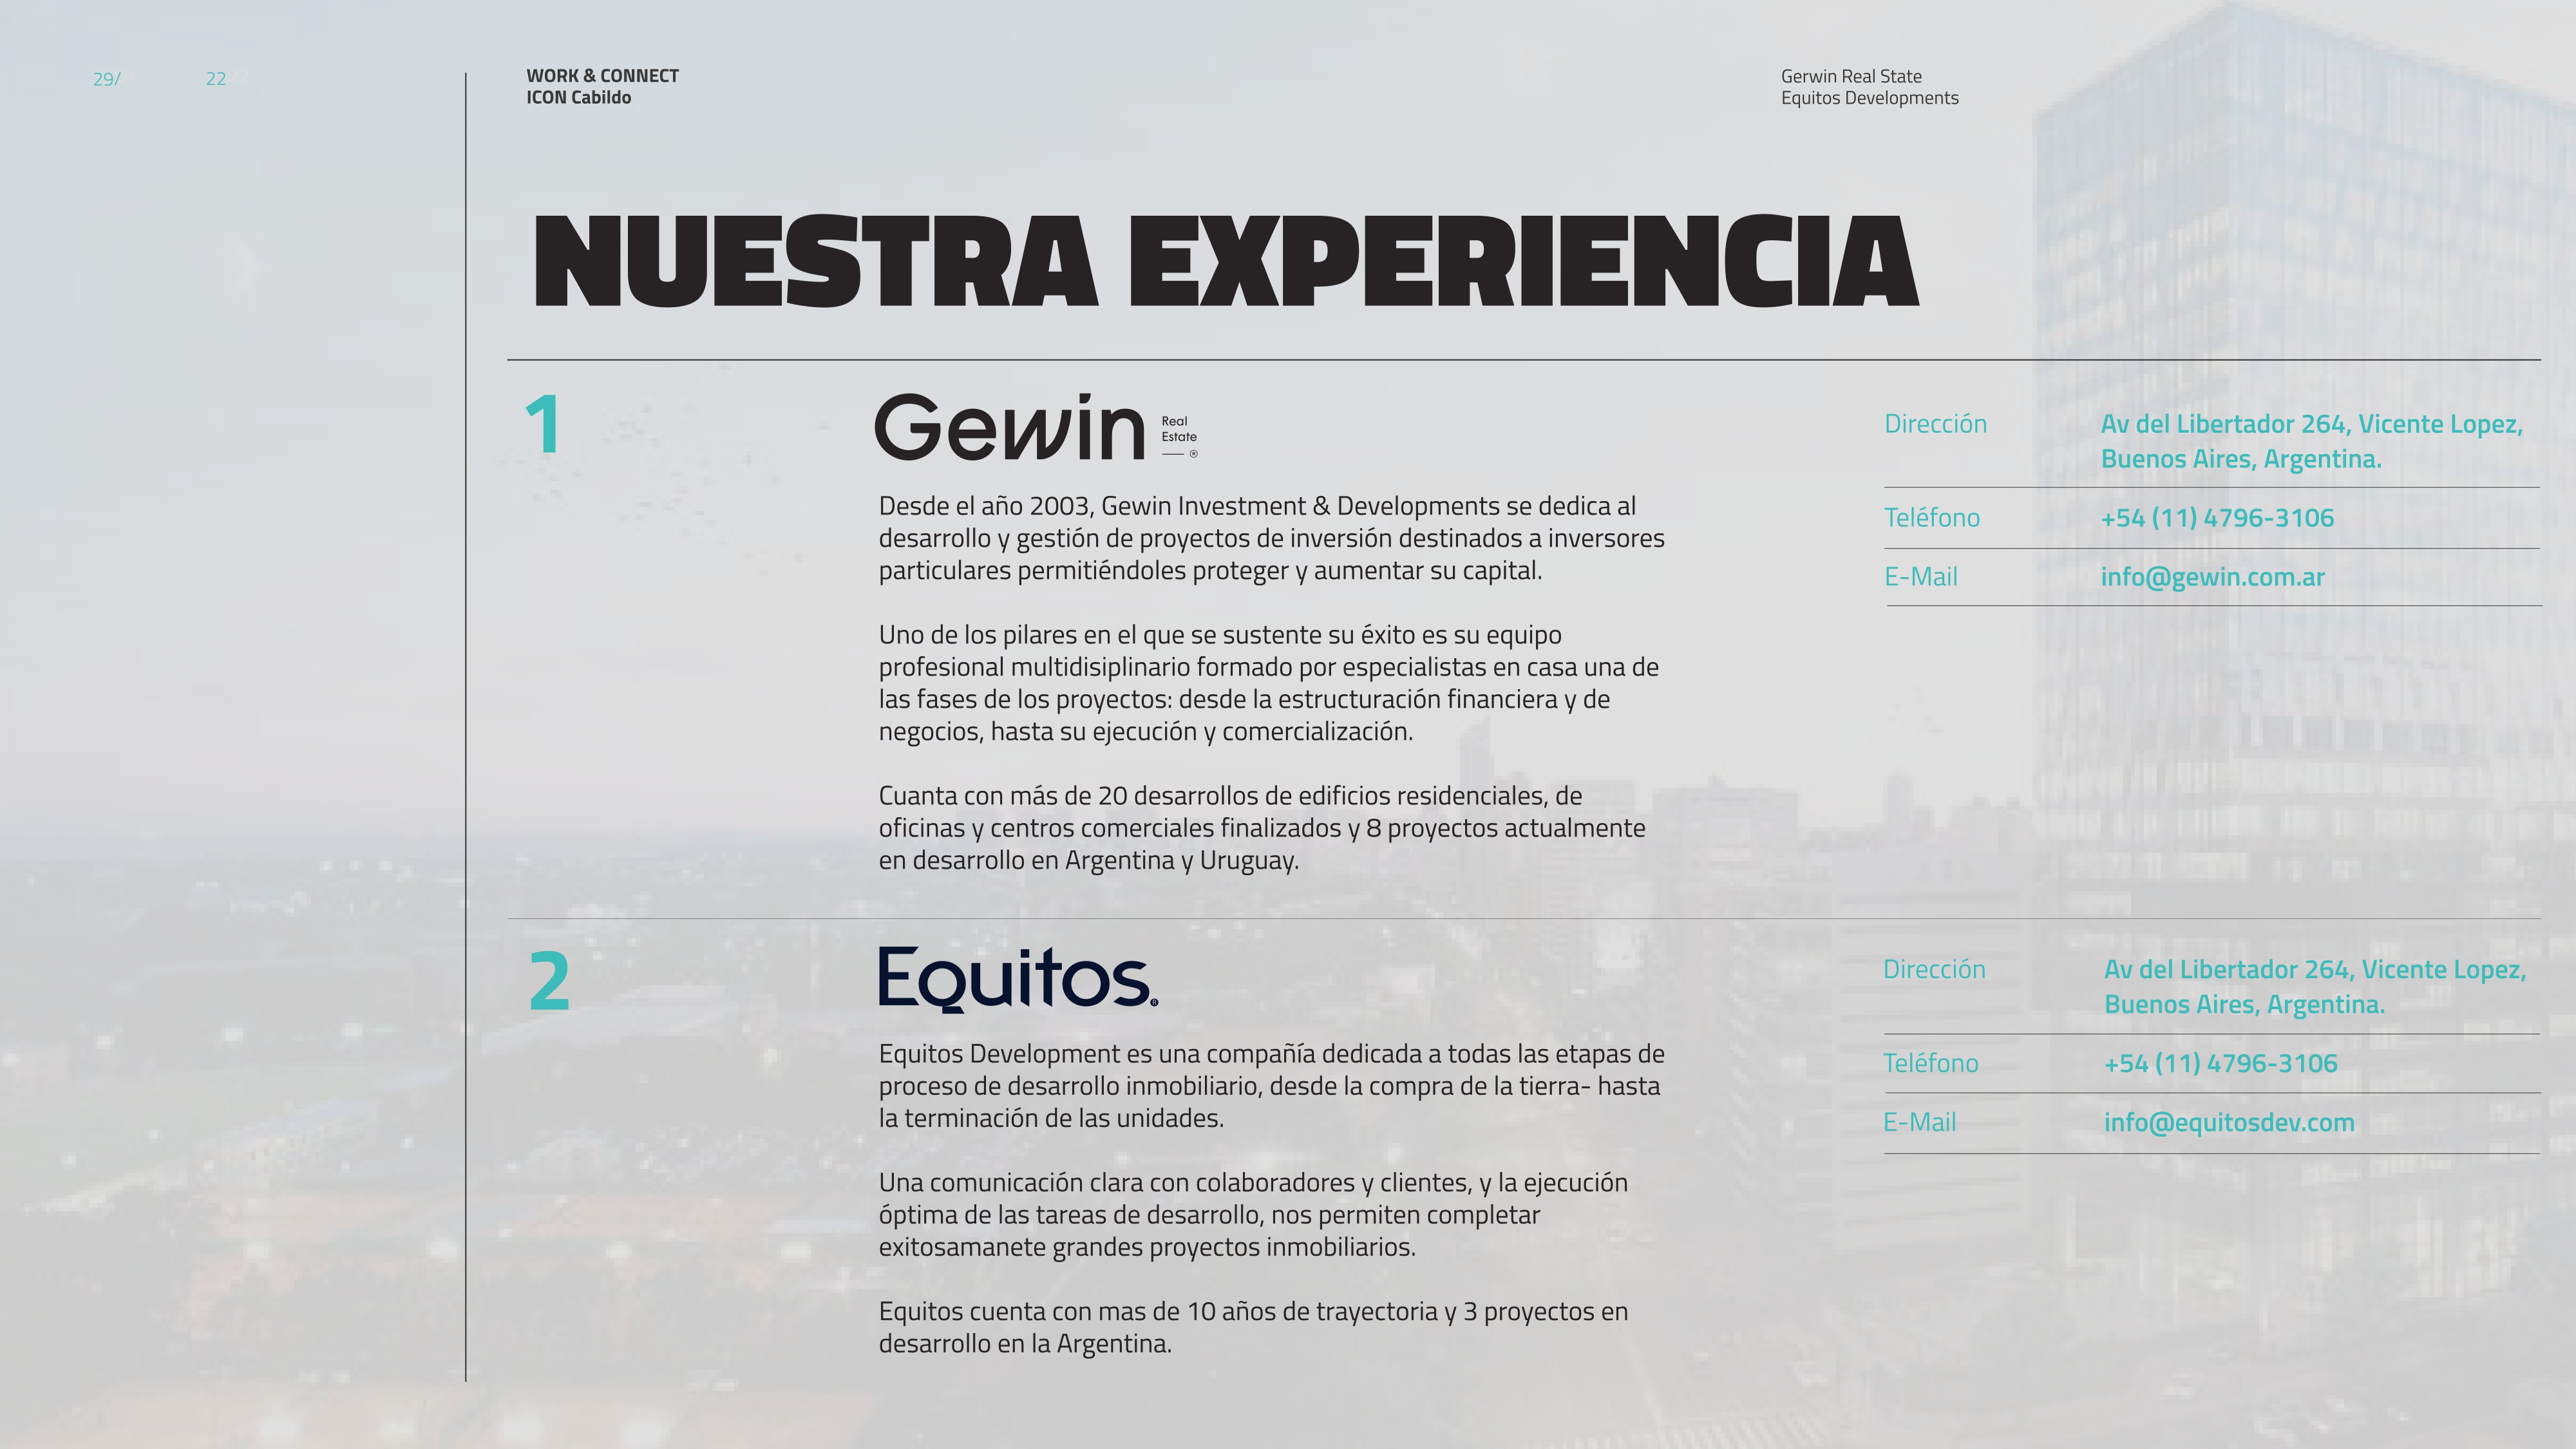 29/
22
WORK & CONNECT
ICON Cabildo
Gerwin Real State
Equitos Developments
NUESTRA EXPERIENCIA
1
Gewin Real
Estate
®
Desde el año 2003, Gewin Investment & Developments se dedica al
desarrollo y gestión de proyectos de inversión destinados a inversores
particulares permitiéndoles proteger y aumentar su capital.
Uno de los pilares en el que se sustente su éxito es su equipo
profesional multidisiplinario formado por especialistas en casa una de
las fases de los proyectos: desde la estructuración financiera y de
negocios, hasta su ejecución y comercialización.
Cuanta con más de 20 desarrollos de edificios residenciales, de
oficinas y centros comerciales finalizados y 8 proyectos actualmente
en desarrollo en Argentina y Uruguay.
Dirección Av del Libertador 264, Vicente Lopez,
Buenos Aires, Argentina.
Teléfono +54 (11) 4796-3106
E-Mail info@gewin.com.ar
2
Equitos®
Equitos Development es una compañía dedicada a todas las etapas de
proceso de desarrollo inmobiliario, desde la compra de la tierra- hasta
la terminación de las unidades.
Una comunicación clara con colaboradores y clientes, y la ejecución
óptima de las tareas de desarrollo, nos permiten completar
exitosamanete grandes proyectos inmobiliarios.
Equitos cuenta con mas de 10 años de trayectoria y 3 proyectos en
desarrollo en la Argentina.
Dirección Av del Libertador 264, Vicente Lopez,
Buenos Aires, Argentina.
Teléfono +54 (11) 4796-3106
E-Mail info@equitosdev.com